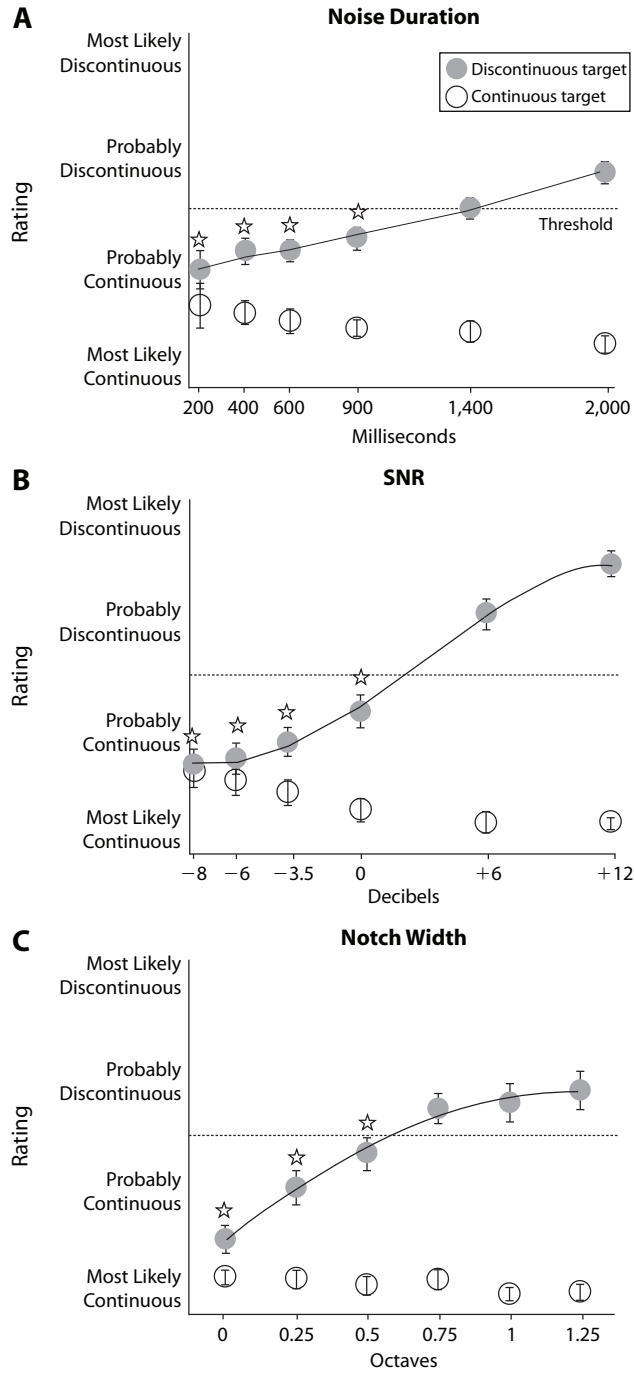 A
Noise Duration
Most Likely
Discontinuous
Discontinuous target
Continuous target
Probably
Discontinuous
Rating
Threshold
Probably
Continuous
Most Likely
Continuous
200 400 600 900 1,400 2,000
Milliseconds
B
SNR
Most Likely
Discontinuous
Probably
Discontinuous
Rating
Probably
Continuous
Most Likely
Continuous
−8 −6 −3.5 0 +6 +12
Decibels
C
Notch Width
Most Likely
Discontinuous
Probably
Discontinuous
Rating
Probably
Continuous
Most Likely
Continuous
0 0.25 0.5 0.75 1 1.25
Octaves